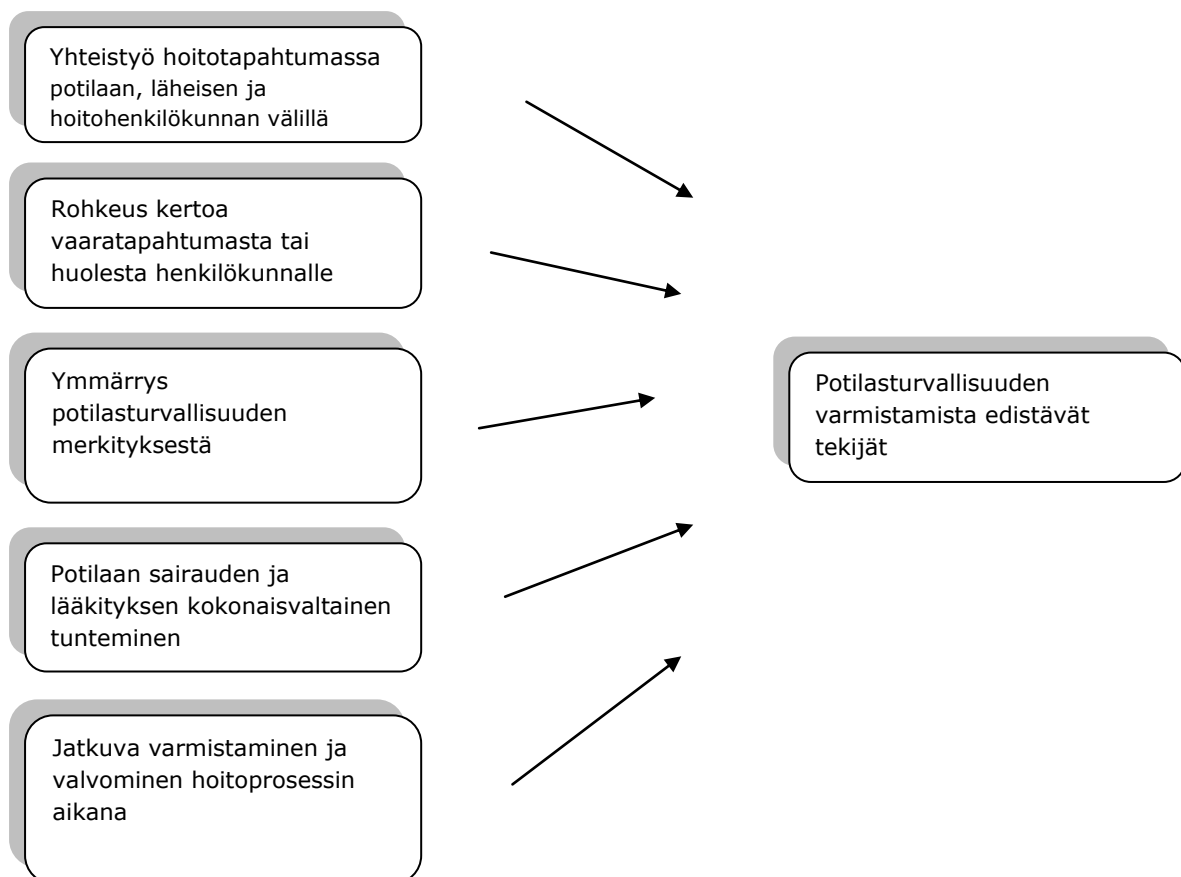 Yhteistyö hoitotapahtumassa
potilaan, läheisen ja
hoitohenkilökunnan välillä
Rohkeus kertoa
vaaratapahtumasta tai
huolesta henkilökunnalle
Ymmärrys
potilasturvallisuuden
merkityksestä
Potilaan sairauden ja
lääkityksen kokonaisvaltainen
tunteminen
Jatkuva varmistaminen ja
valvominen hoitoprosessin
aikana
Potilasturvallisuuden
varmistamista edistävät
tekijät